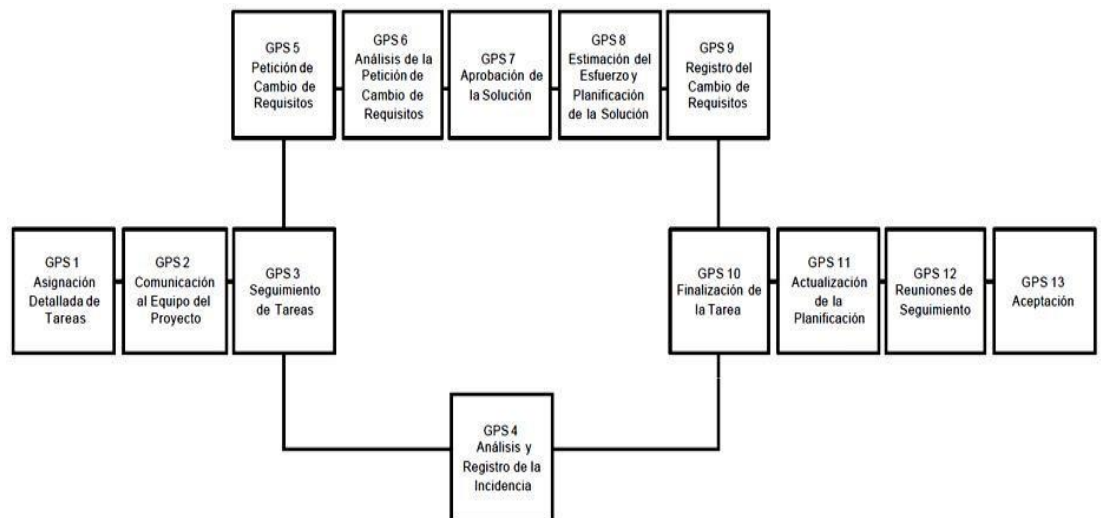 GPS 5
Petición de
Cambio de
Requisitos
GPS 6
Análisis de la
Petición de
Cambio de
Requisitos
GPS 7
Aprobación de
la Solución
GPS 8
Estimación del
Esfuerzo y
Planificación
de la Solución
GPS 9
Registro del
Cambio de
Requisitos
GPS 1
Asignación
Detallada de
Tareas
GPS 2
Comunicación
al Equipo del
Proyecto
GPS 3
Seguimiento
de Tareas
GPS 10
Finalización de
la Tarea
GPS 11
Actualización
de la
Planificación
GPS 12
Reuniones de
Seguimiento
GPS 13
Aceptación
GPS 4
Análisis y
Registro de la
Incidencia